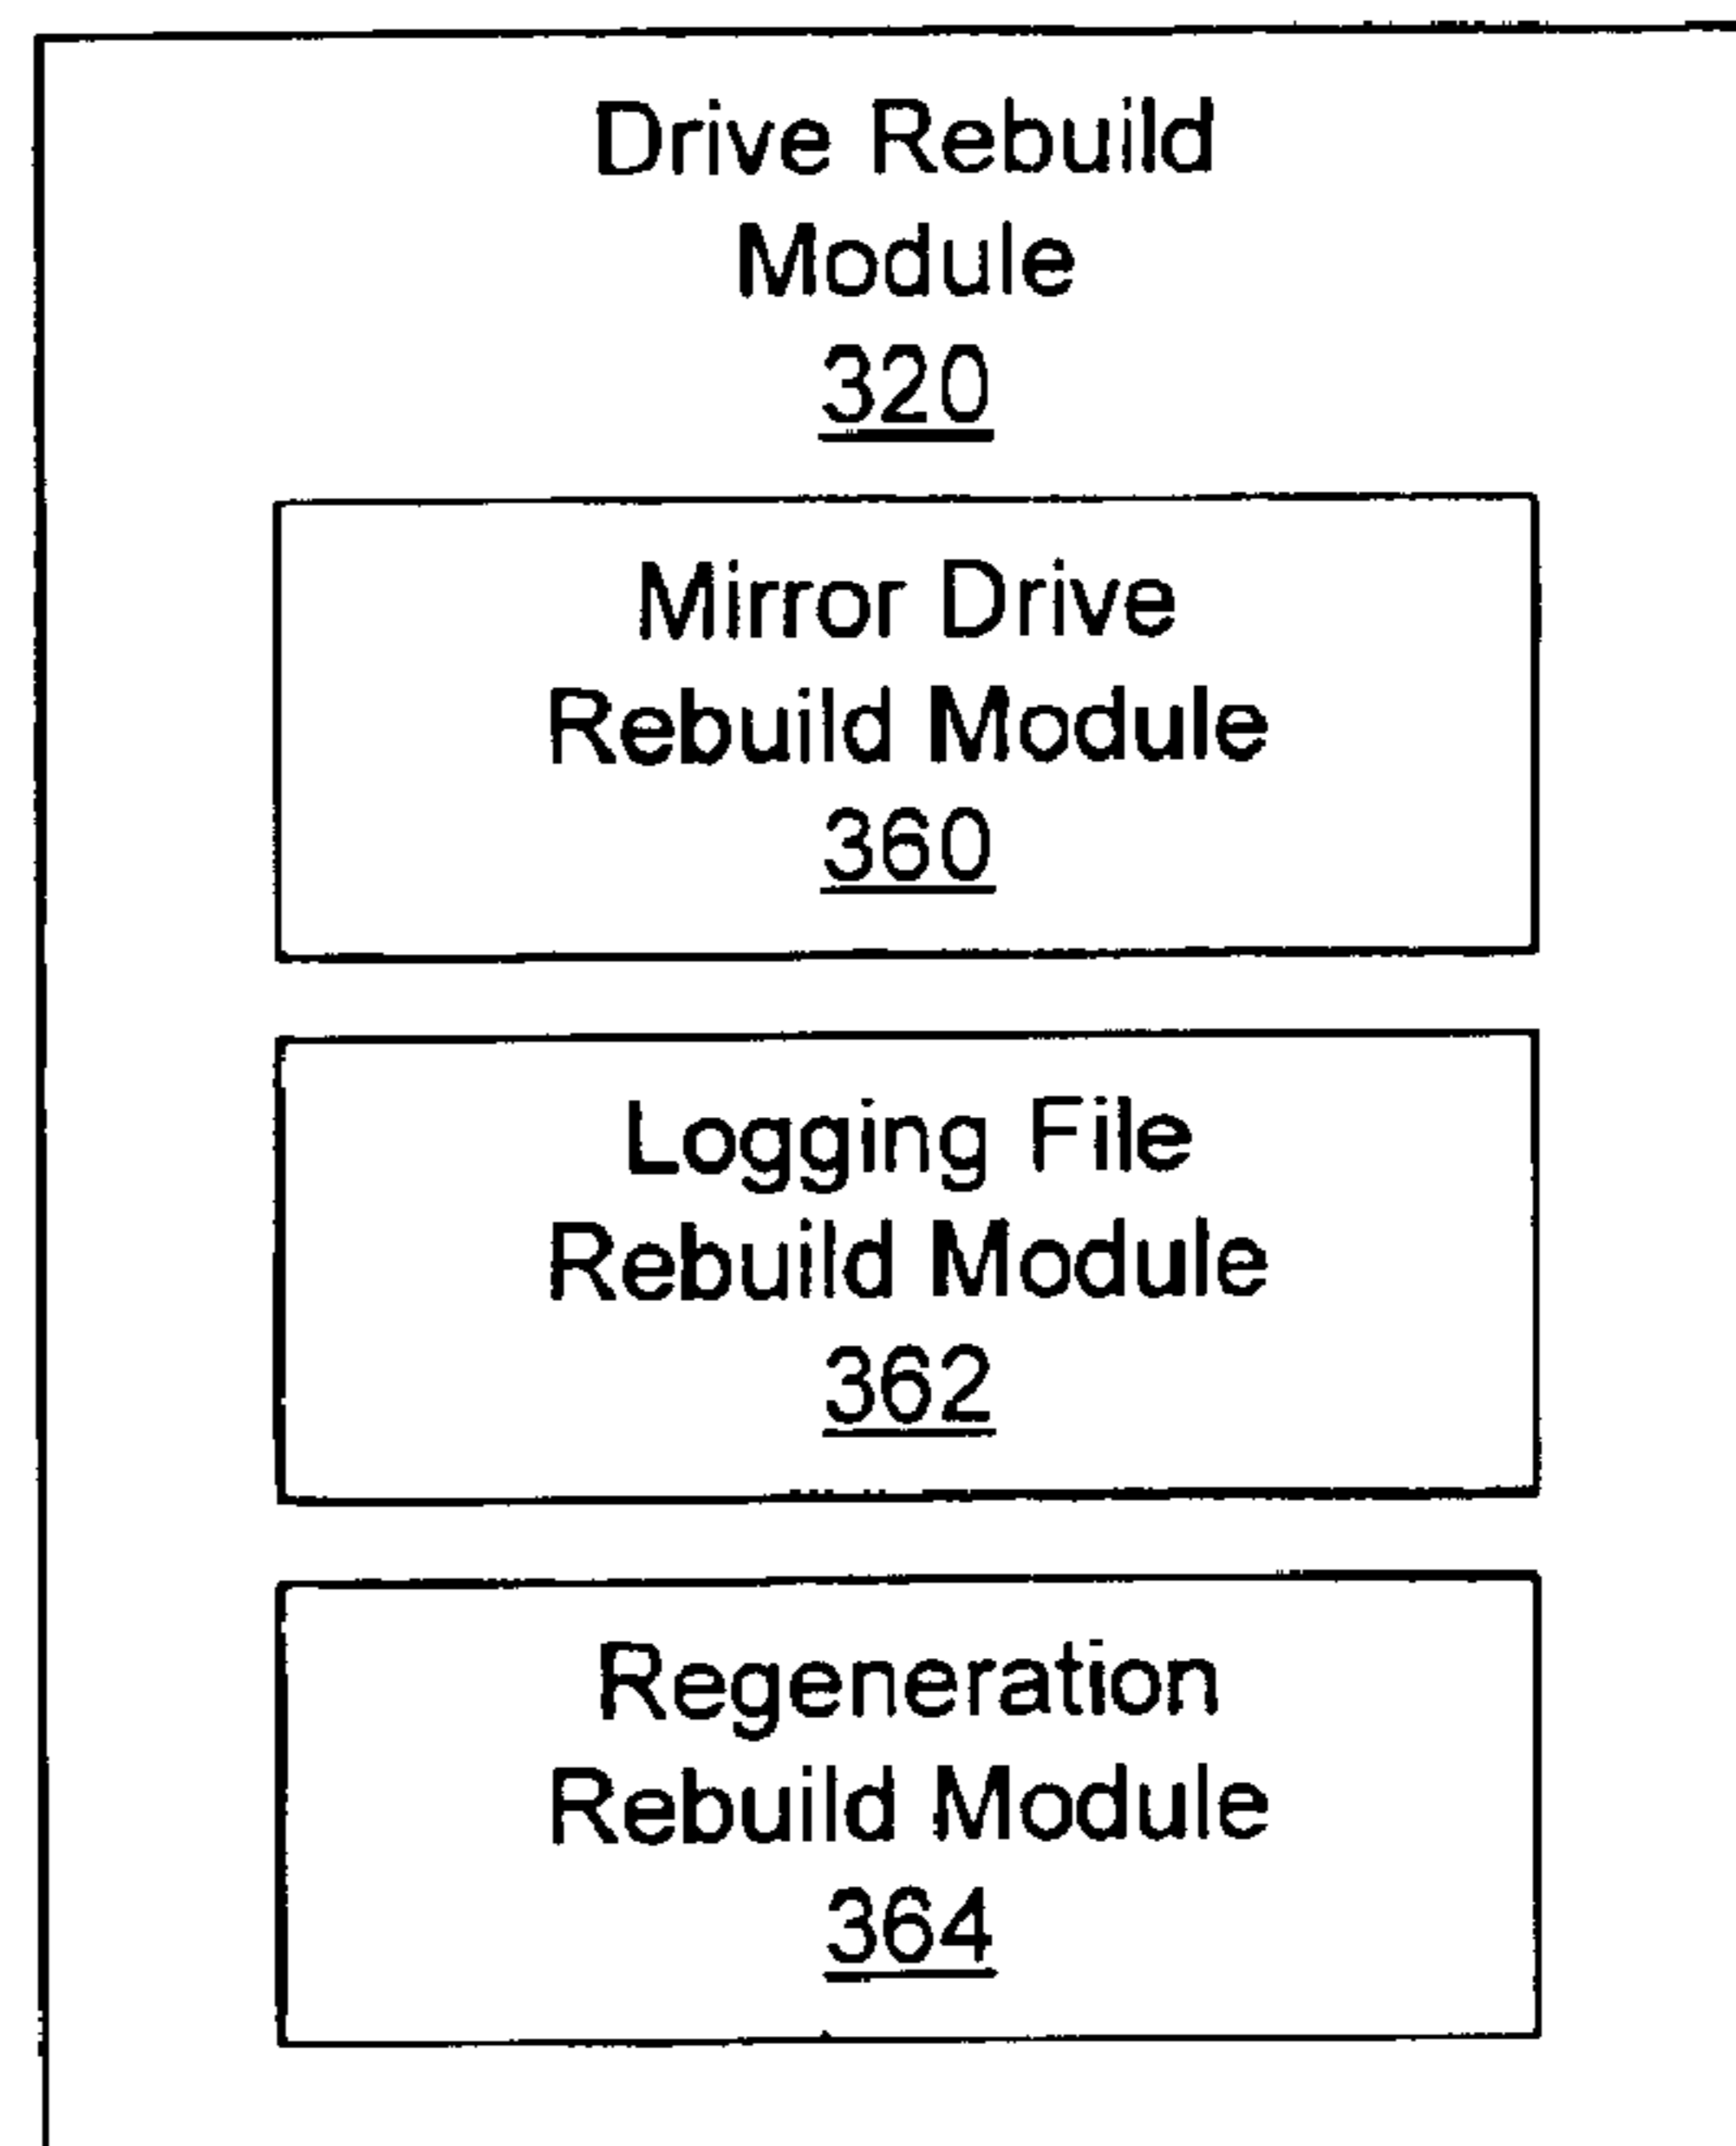 Drive Rebuild
Module
320
Mirror Drive
Rebuild Module
360
Logging File
Rebuild Module
362
Regeneration
Rebuild Module
364